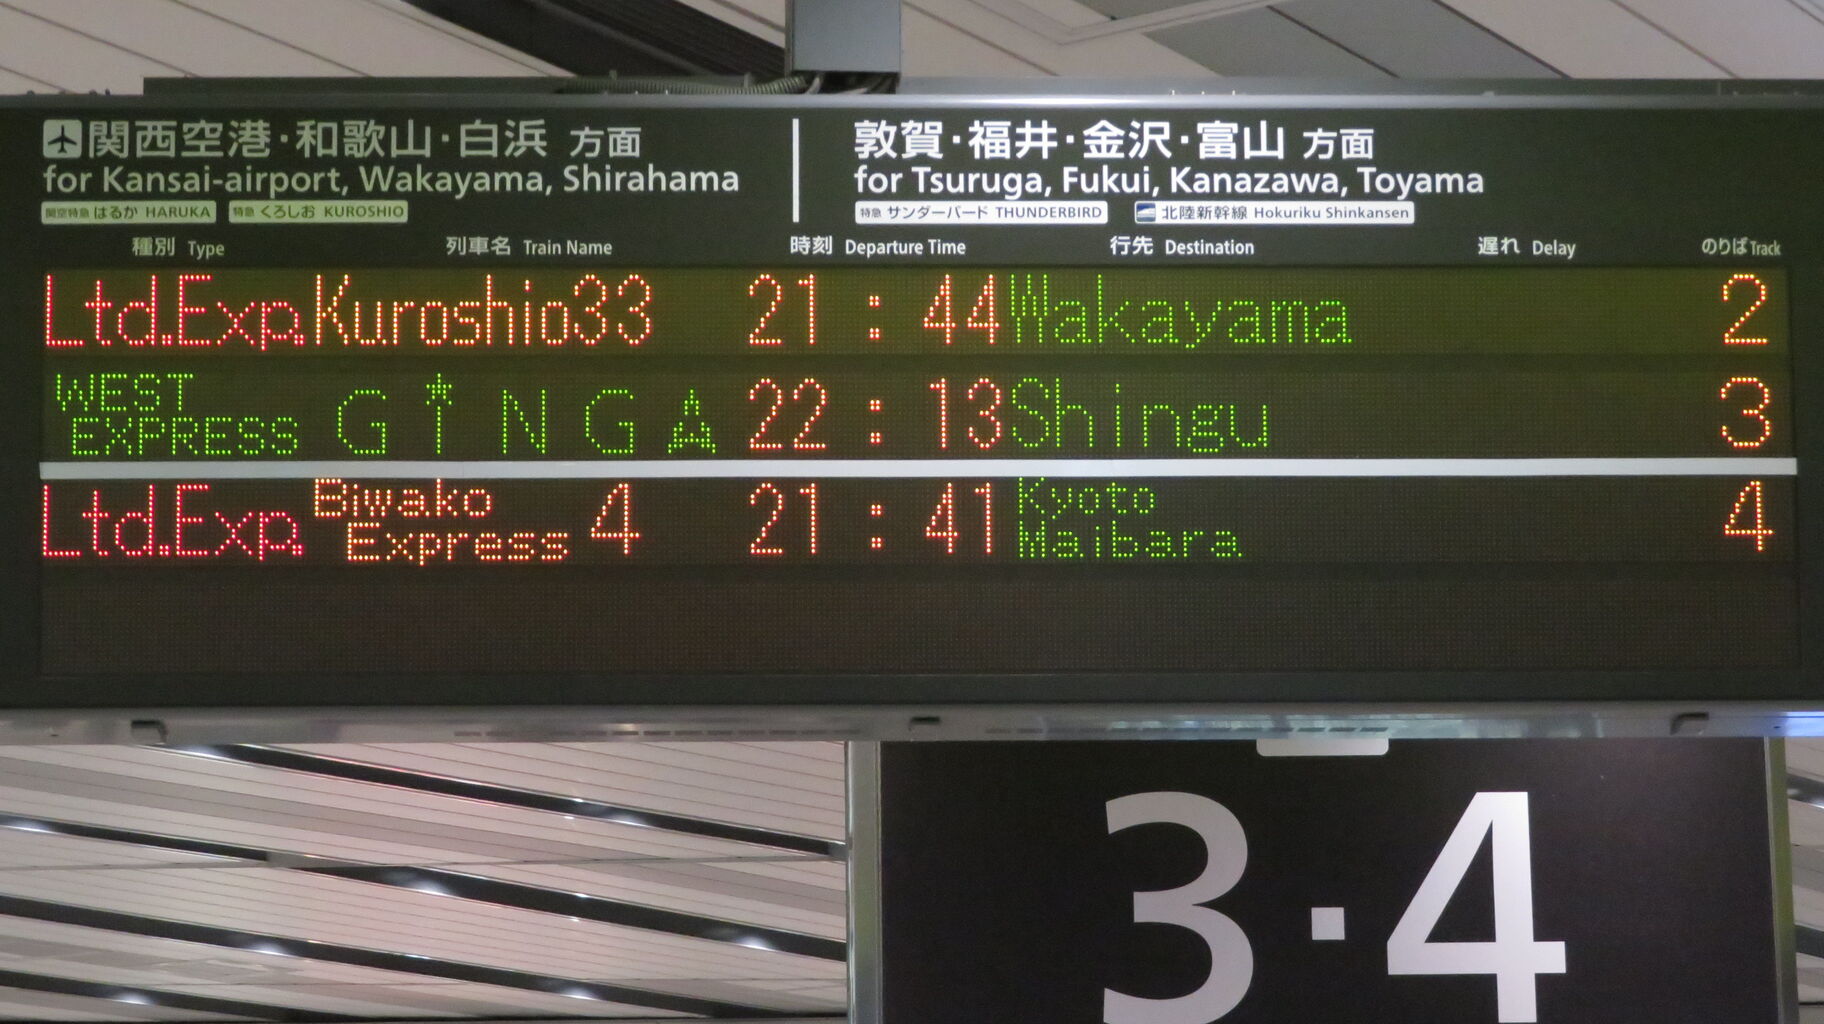 関西空港・和歌山・白浜 方面
for Kansai-airport, Wakayama, Shirahama
関空特急 はるか HARUKA 特急 くろしお KUROSHIO
敦賀・福井・金沢・富山 方面
for Tsuruga, Fukui, Kanazawa, Toyama
特急 サンダーバード THUNDERBIRD 北陸新幹線 Hokuriku Shinkansen
種別 Type 列車名 Train Name 時刻 Departure Time 行先 Destination 遅れ Delay のりば Track
Ltd.Exp. Kuroshio33 21:44 Wakayama 2
WEST EXPRESS GINGA 22:13 Shingu 3
Ltd.Exp. Biwako Express 4 21:41 Kyoto Maibara 4
3・4